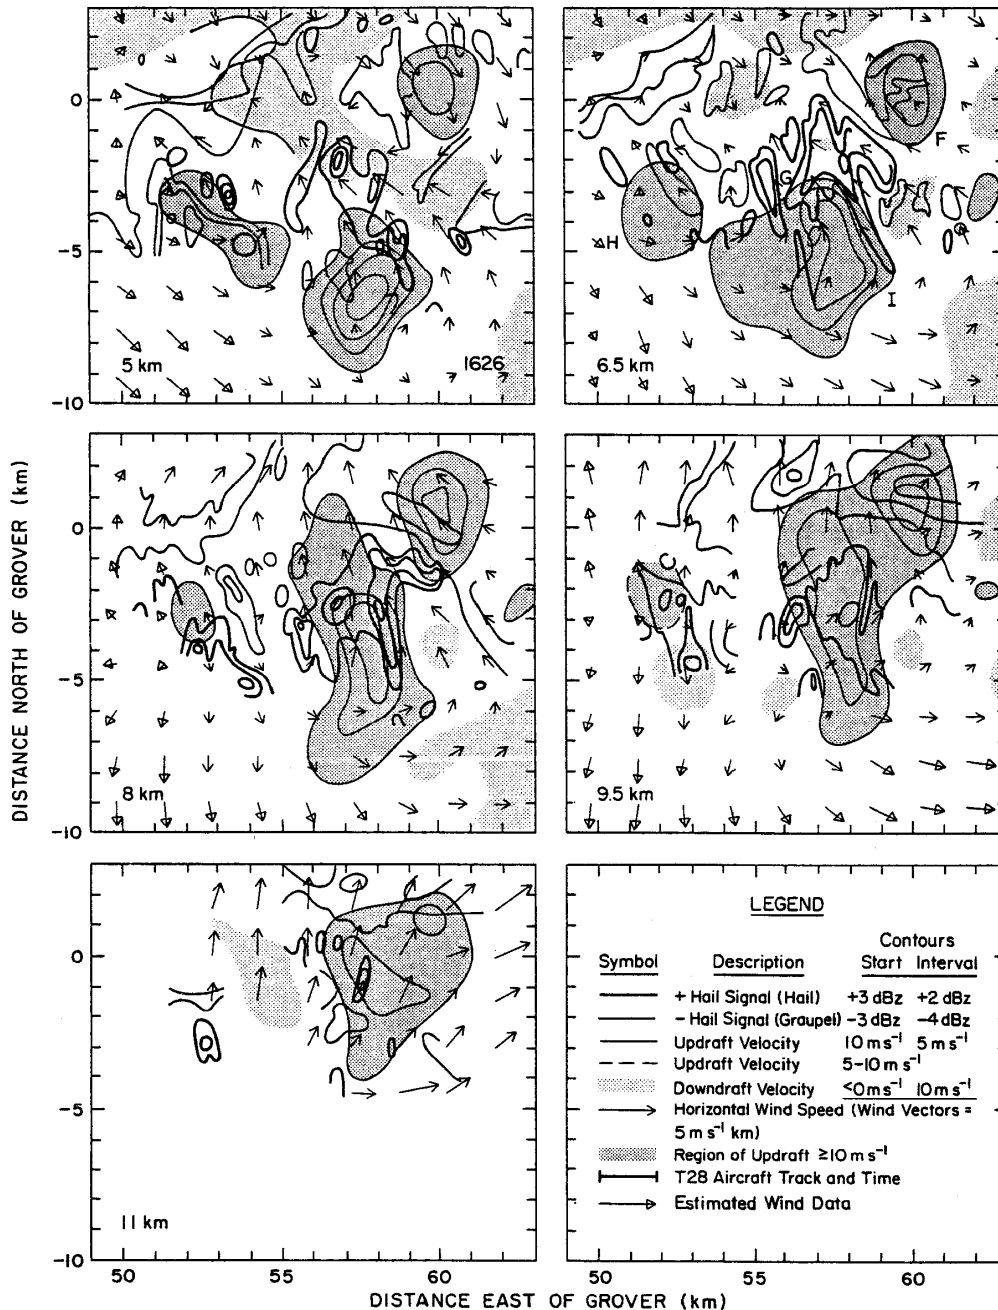 0
-5
-10
5 km
1626
F
G
H
I
6.5 km
DISTANCE NORTH OF GROVER (km)
0
-5
-10
8 km
9.5 km
0
-5
-10
11 km
50 55 60
50 55 60
DISTANCE EAST OF GROVER (km)
LEGEND
Contours
Symbol Description Start Interval
+ Hail Signal (Hail) +3 dBz +2 dBz
- Hail Signal (Graupel) -3 dBz -4 dBz
Updraft Velocity 10 m s⁻¹ 5 m s⁻¹
Updraft Velocity 5-10 m s⁻¹
Downdraft Velocity <0 m s⁻¹ 10 m s⁻¹
Horizontal Wind Speed (Wind Vectors =
5 m s⁻¹ km)
Region of Updraft ≥10 m s⁻¹
T28 Aircraft Track and Time
Estimated Wind Data